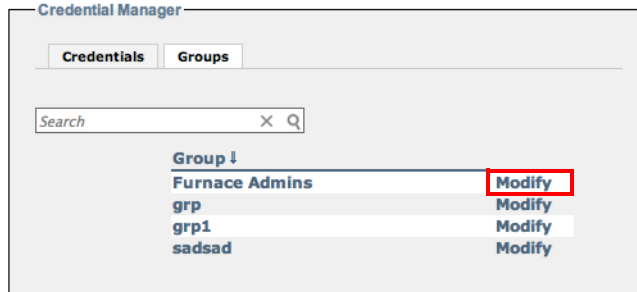 Credential Manager
Credentials Groups
Search
Group
Furnace Admins Modify
grp Modify
grp1 Modify
sadsad Modify